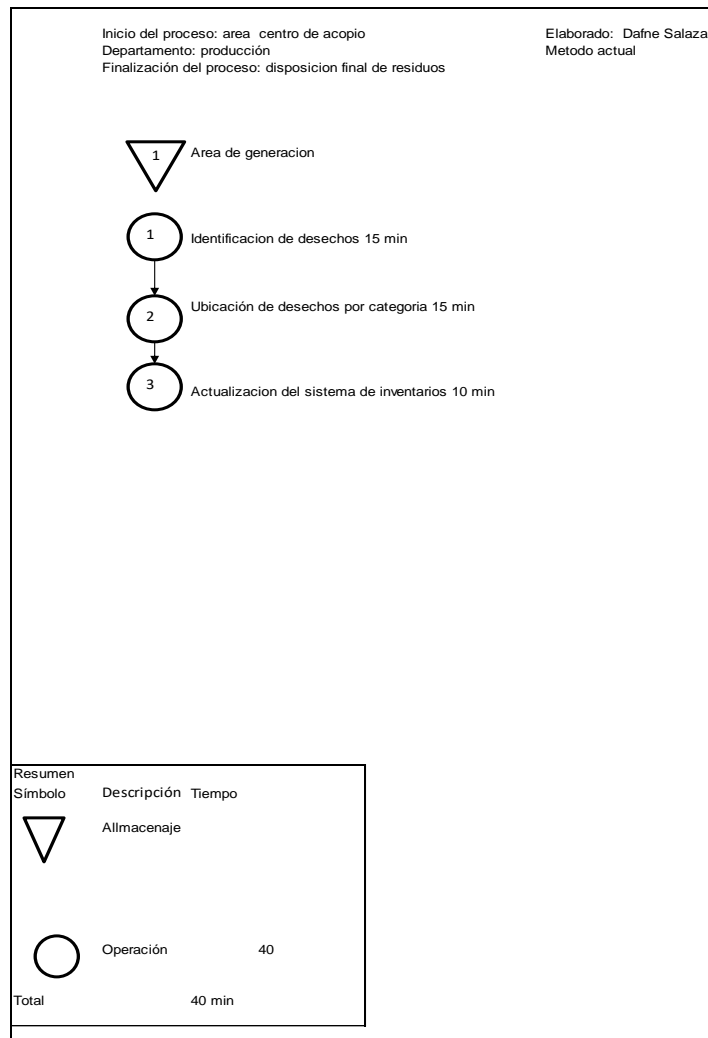 Inicio del proceso: area centro de acopio
Elaborado: Dafne Salaza
Departamento: producción
Metodo actual
Finalización del proceso: disposicion final de residuos
1
Area de generacion
1
Identificacion de desechos 15 min
2
Ubicación de desechos por categoria 15 min
3
Actualizacion del sistema de inventarios 10 min
Resumen
Símbolo Descripción Tiempo
Allmacenaje
Operación 40
Total 40 min